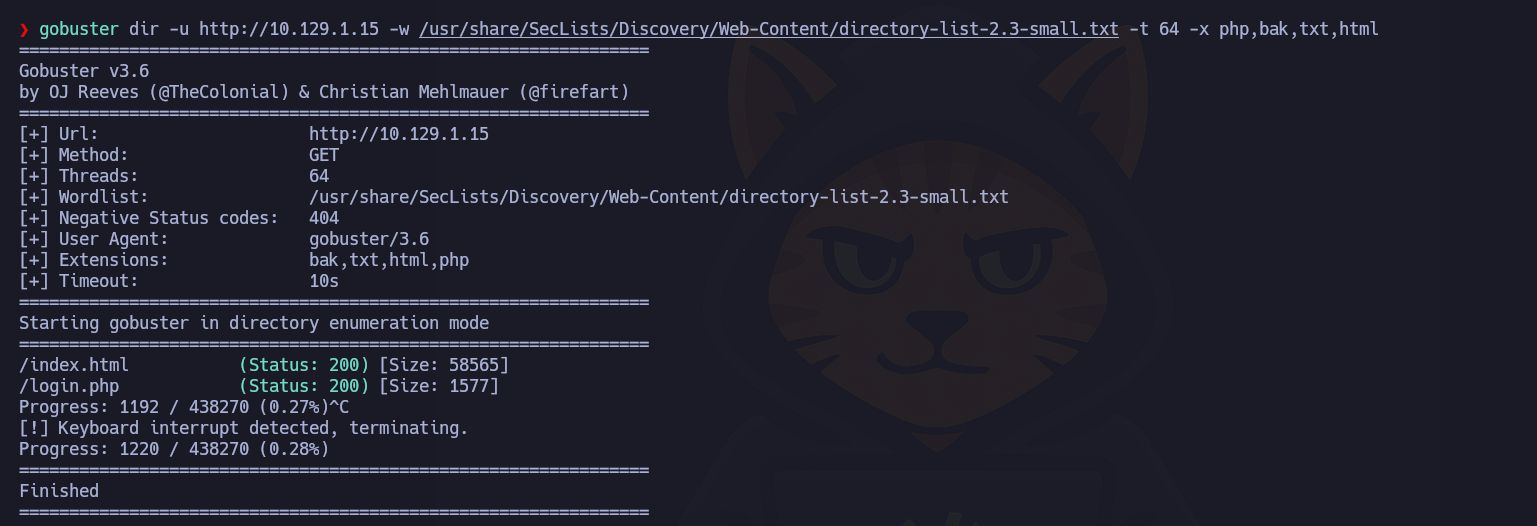 ❯ gobuster dir -u http://10.129.1.15 -w /usr/share/SecLists/Discovery/Web-Content/directory-list-2.3-small.txt -t 64 -x php,bak,txt,html
===============================================================
Gobuster v3.6
by OJ Reeves (@TheColonial) & Christian Mehlmauer (@firefart)
===============================================================
[+] Url:                     http://10.129.1.15
[+] Method:                  GET
[+] Threads:                 64
[+] Wordlist:                /usr/share/SecLists/Discovery/Web-Content/directory-list-2.3-small.txt
[+] Negative Status codes:   404
[+] User Agent:              gobuster/3.6
[+] Extensions:              bak,txt,html,php
[+] Timeout:                 10s
===============================================================
Starting gobuster in directory enumeration mode
===============================================================
/index.html           (Status: 200) [Size: 58565]
/login.php            (Status: 200) [Size: 1577]
Progress: 1192 / 438270 (0.27%)^C
[!] Keyboard interrupt detected, terminating.
Progress: 1220 / 438270 (0.28%)
===============================================================
Finished
===============================================================